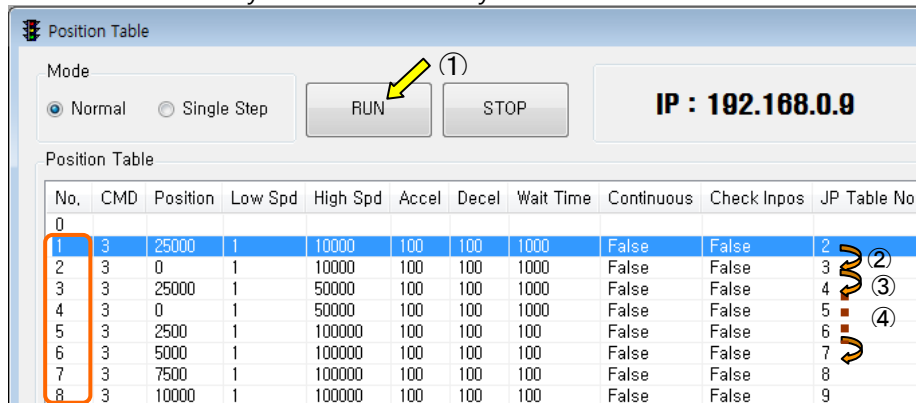 Position Table
Mode
Normal Single Step RUN STOP IP : 192.168.0.9
①
Position Table
No, CMD Position Low Spd High Spd Accel Decel Wait Time Continuous Check Inpos JP Table No
0
1 3 25000 1 10000 100 100 1000 False False 2
2 3 0 1 10000 100 100 1000 False False 3 ②
3 3 25000 1 50000 100 100 1000 False False 4 ③
4 3 0 1 50000 100 100 1000 False False 5 ④
5 3 2500 1 100000 100 100 100 False False 6
6 3 5000 1 100000 100 100 100 False False 7
7 3 7500 1 100000 100 100 100 False False 8
8 3 10000 1 100000 100 100 100 False False 9